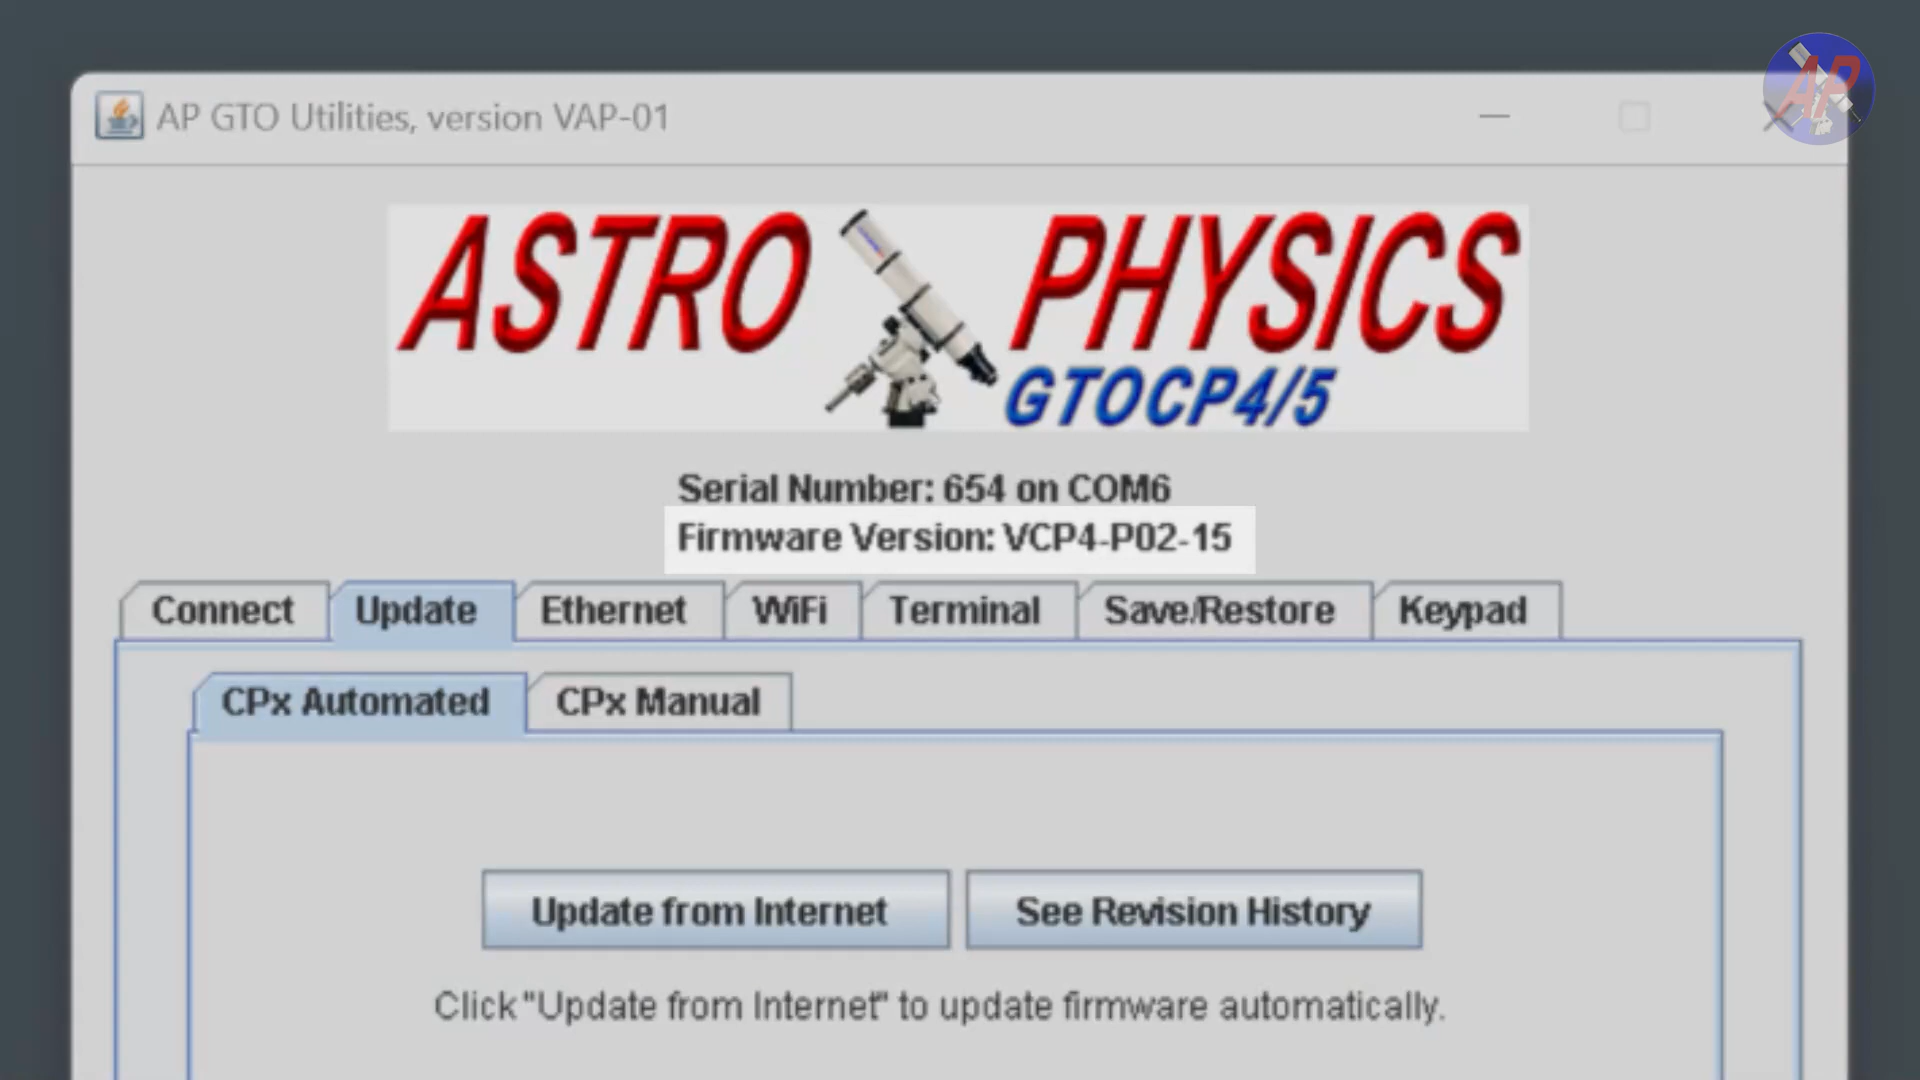 AP
AP GTO Utilities, version VAP-01
ASTRO PHYSICS
GTOCP4/5
Serial Number: 654 on COM6
Firmware Version: VCP4-P02-15
Connect Update Ethernet WiFi Terminal Save/Restore Keypad
CPx Automated CPx Manual
Update from Internet See Revision History
Click "Update from Internet" to update firmware automatically.